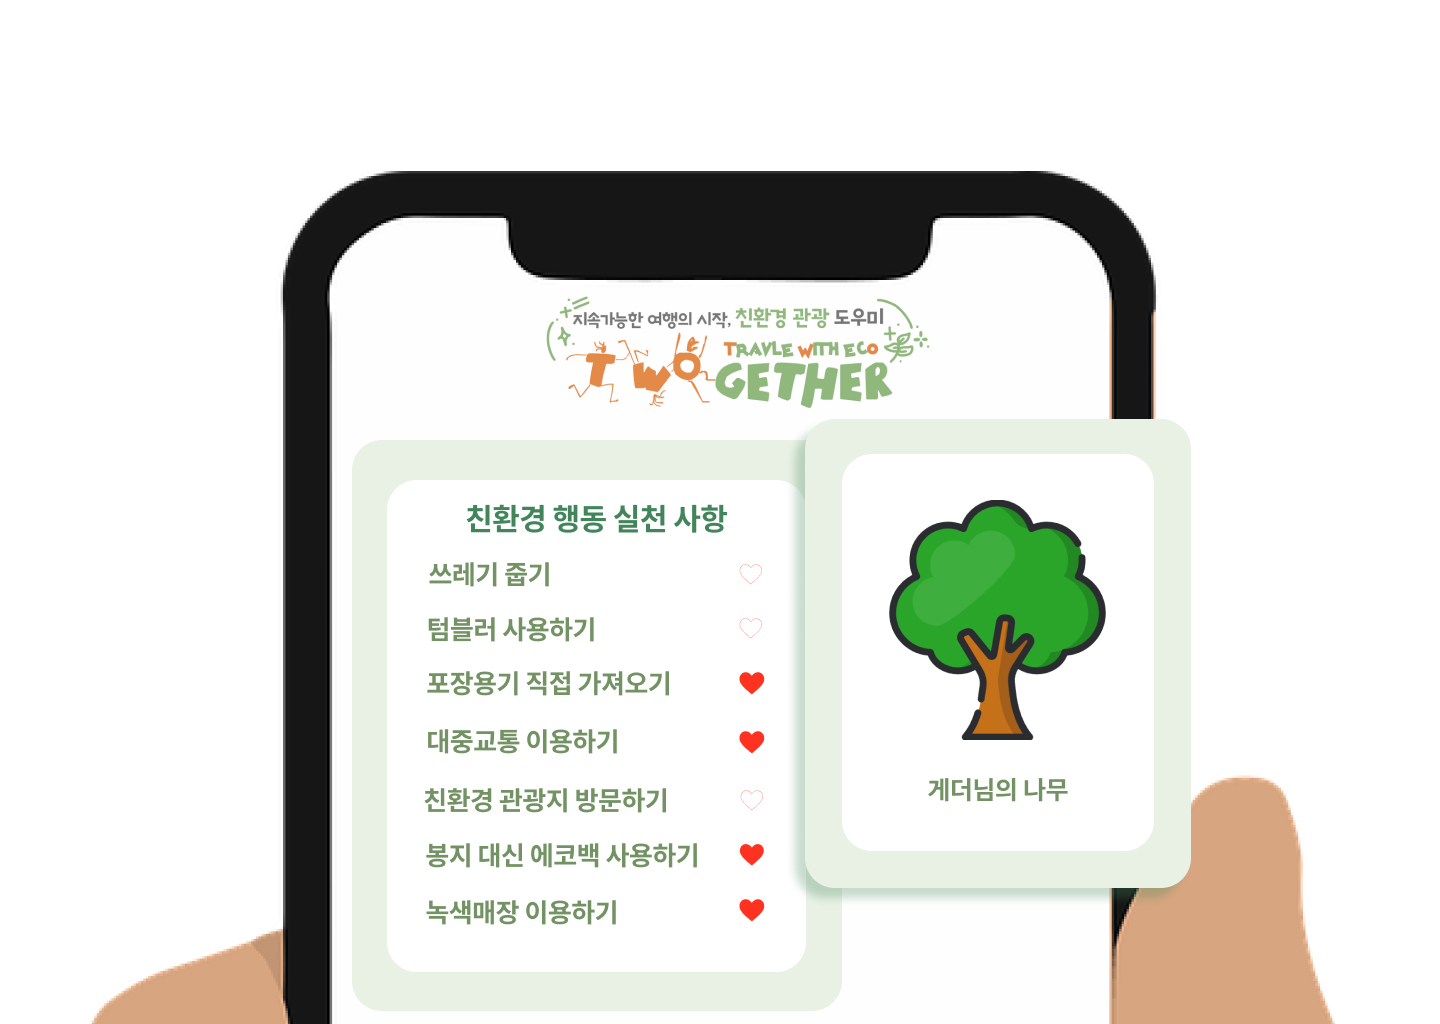 지속가능한 여행의 시작, 친환경 관광 도우미
TRAVLE WITH ECO
TWO GETHER
친환경 행동 실천 사항
쓰레기 줍기
텀블러 사용하기
포장용기 직접 가져오기
대중교통 이용하기
친환경 관광지 방문하기
봉지 대신 에코백 사용하기
녹색매장 이용하기
게더님의 나무